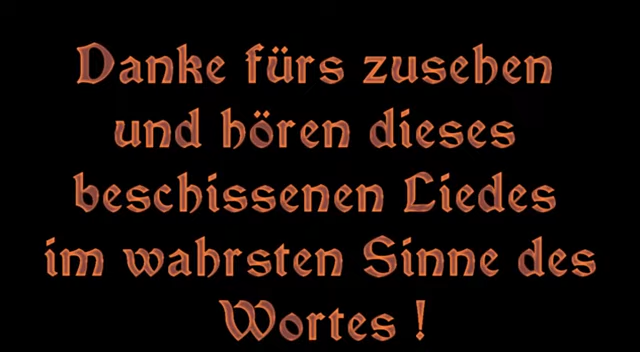 Danke fürs zusehen
und hören dieses
beschissenen Liedes
im wahrsten Sinne des
Wortes !